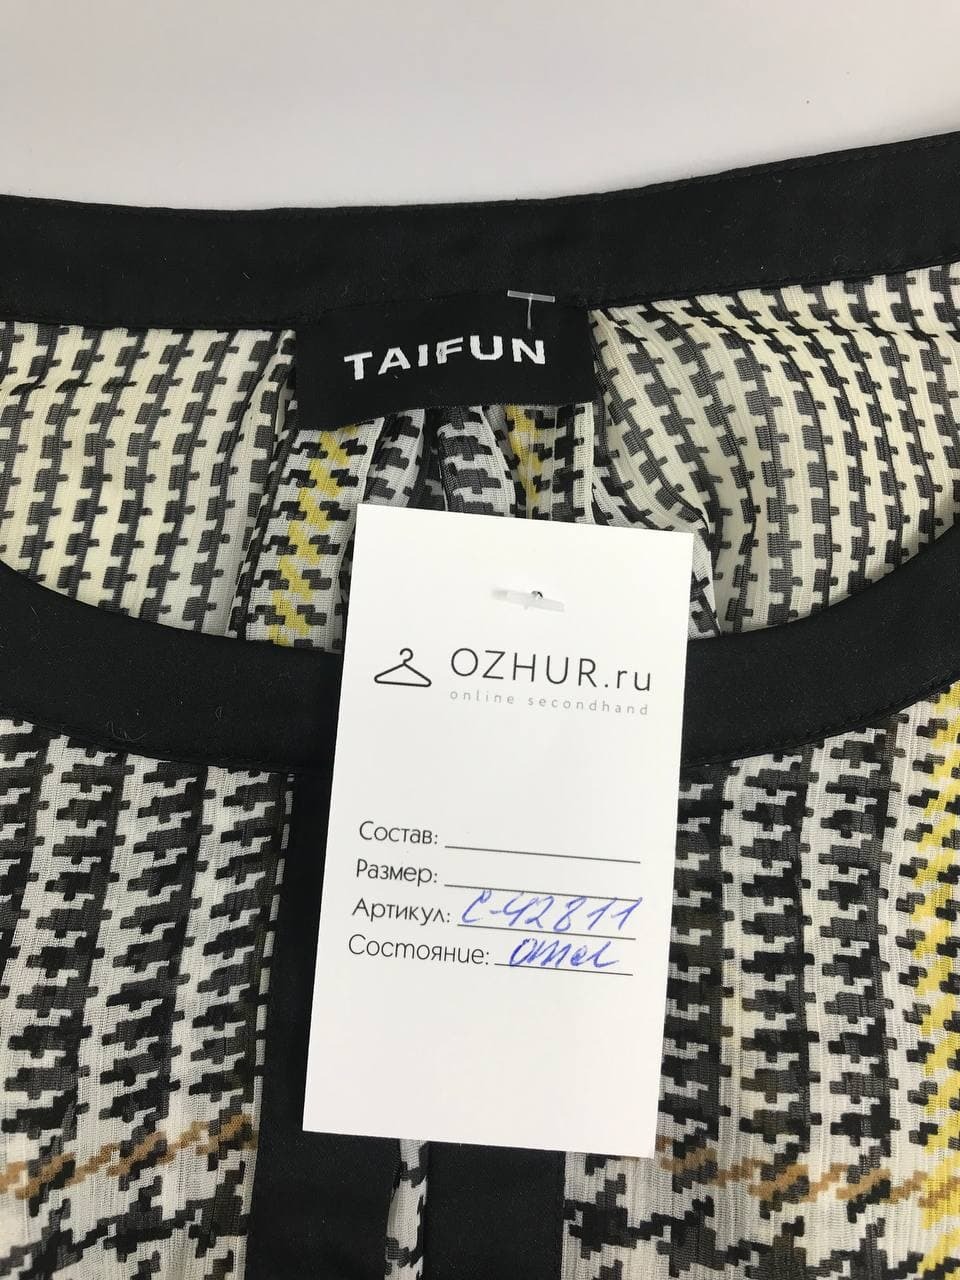 TAIFUN
OZHUR.ru
online secondhand
Состав:
Размер:
Артикул: С-42811
Состояние: отл